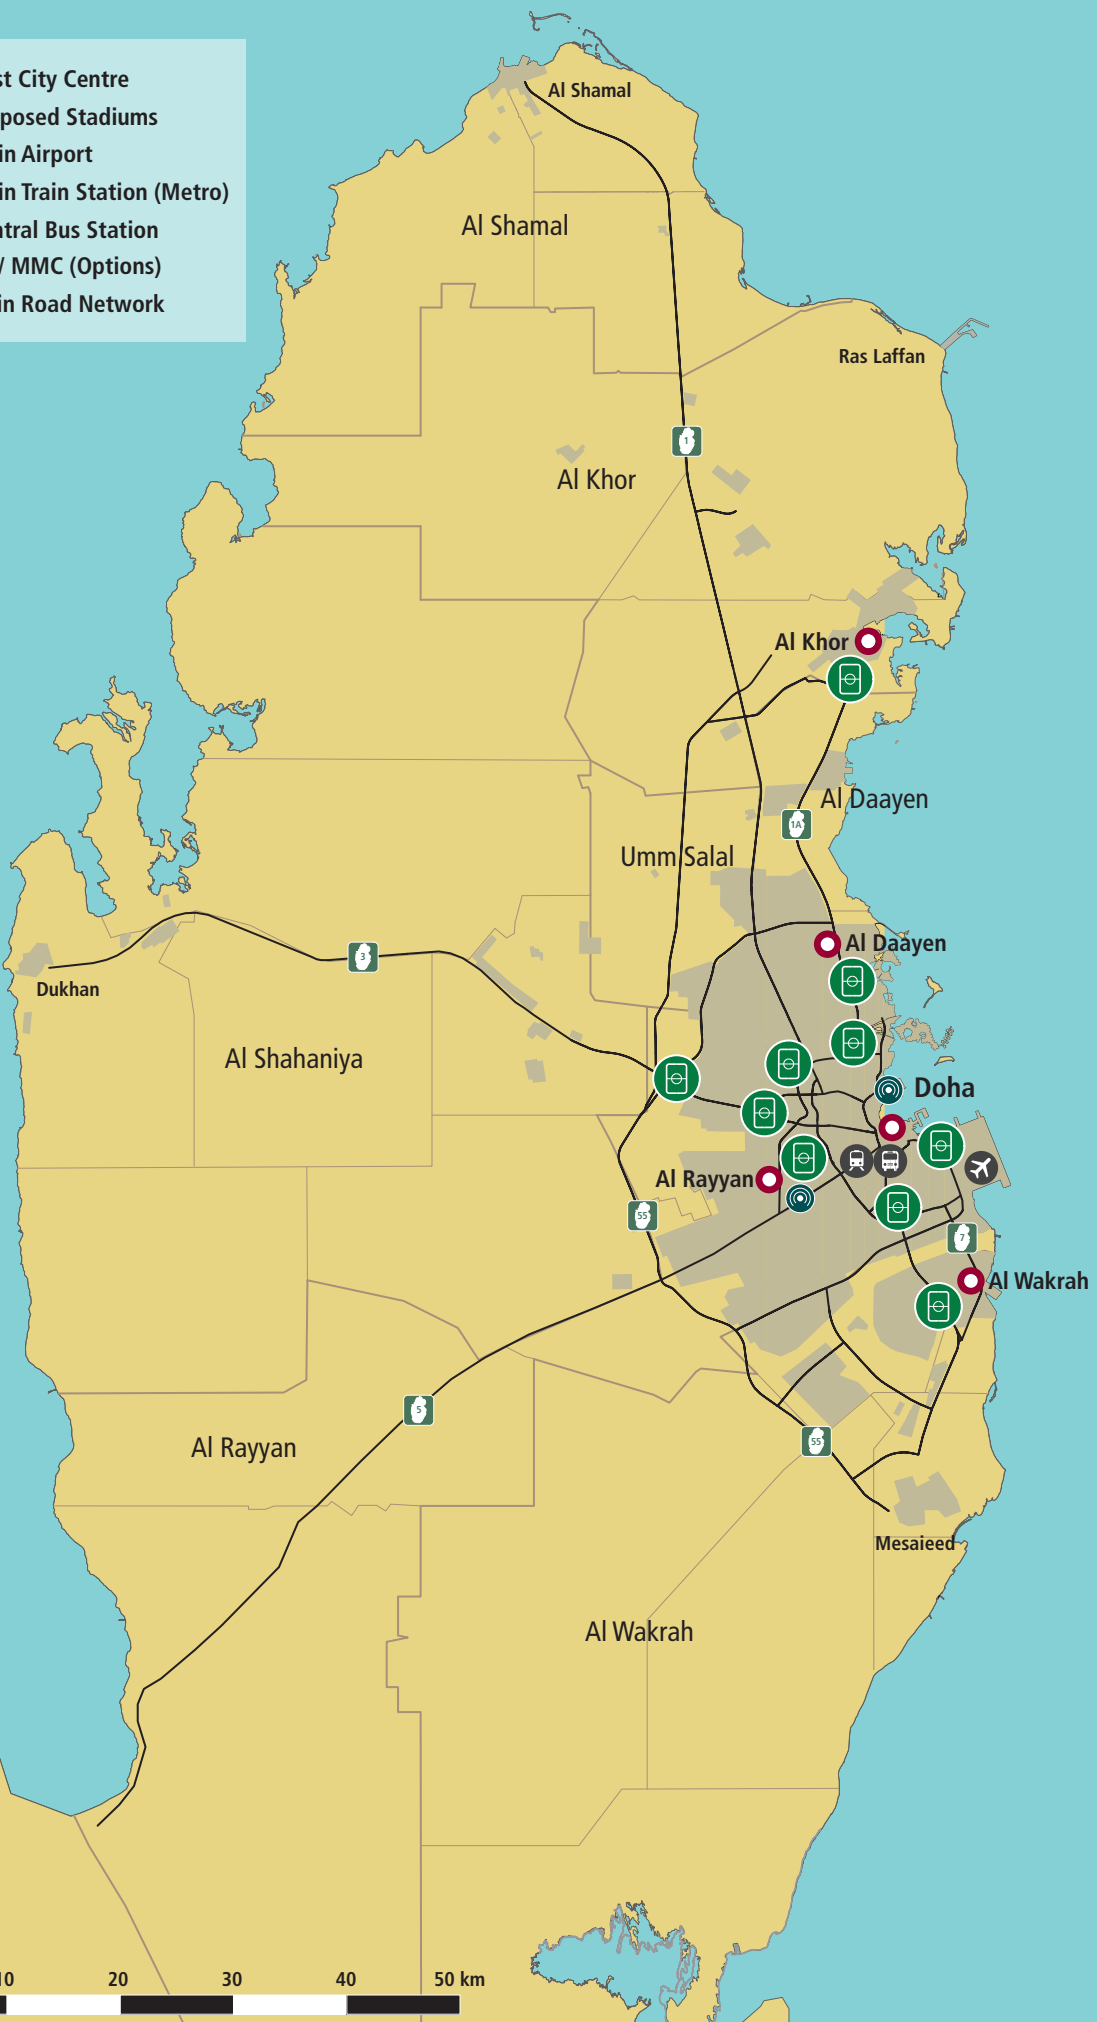 st City Centre
posed Stadiums
in Airport
in Train Station (Metro)
ntral Bus Station
/ MMC (Options)
in Road Network
Al Shamal
Al Shamal
Ras Laffan
1
Al Khor
Al Khor
Al Daayen
1A
Umm Salal
Al Daayen
3
Dukhan
Al Shahaniya
Doha
Al Rayyan
55
7
Al Wakrah
5
Al Rayyan
55
Mesaieed
Al Wakrah
10 20 30 40 50 km